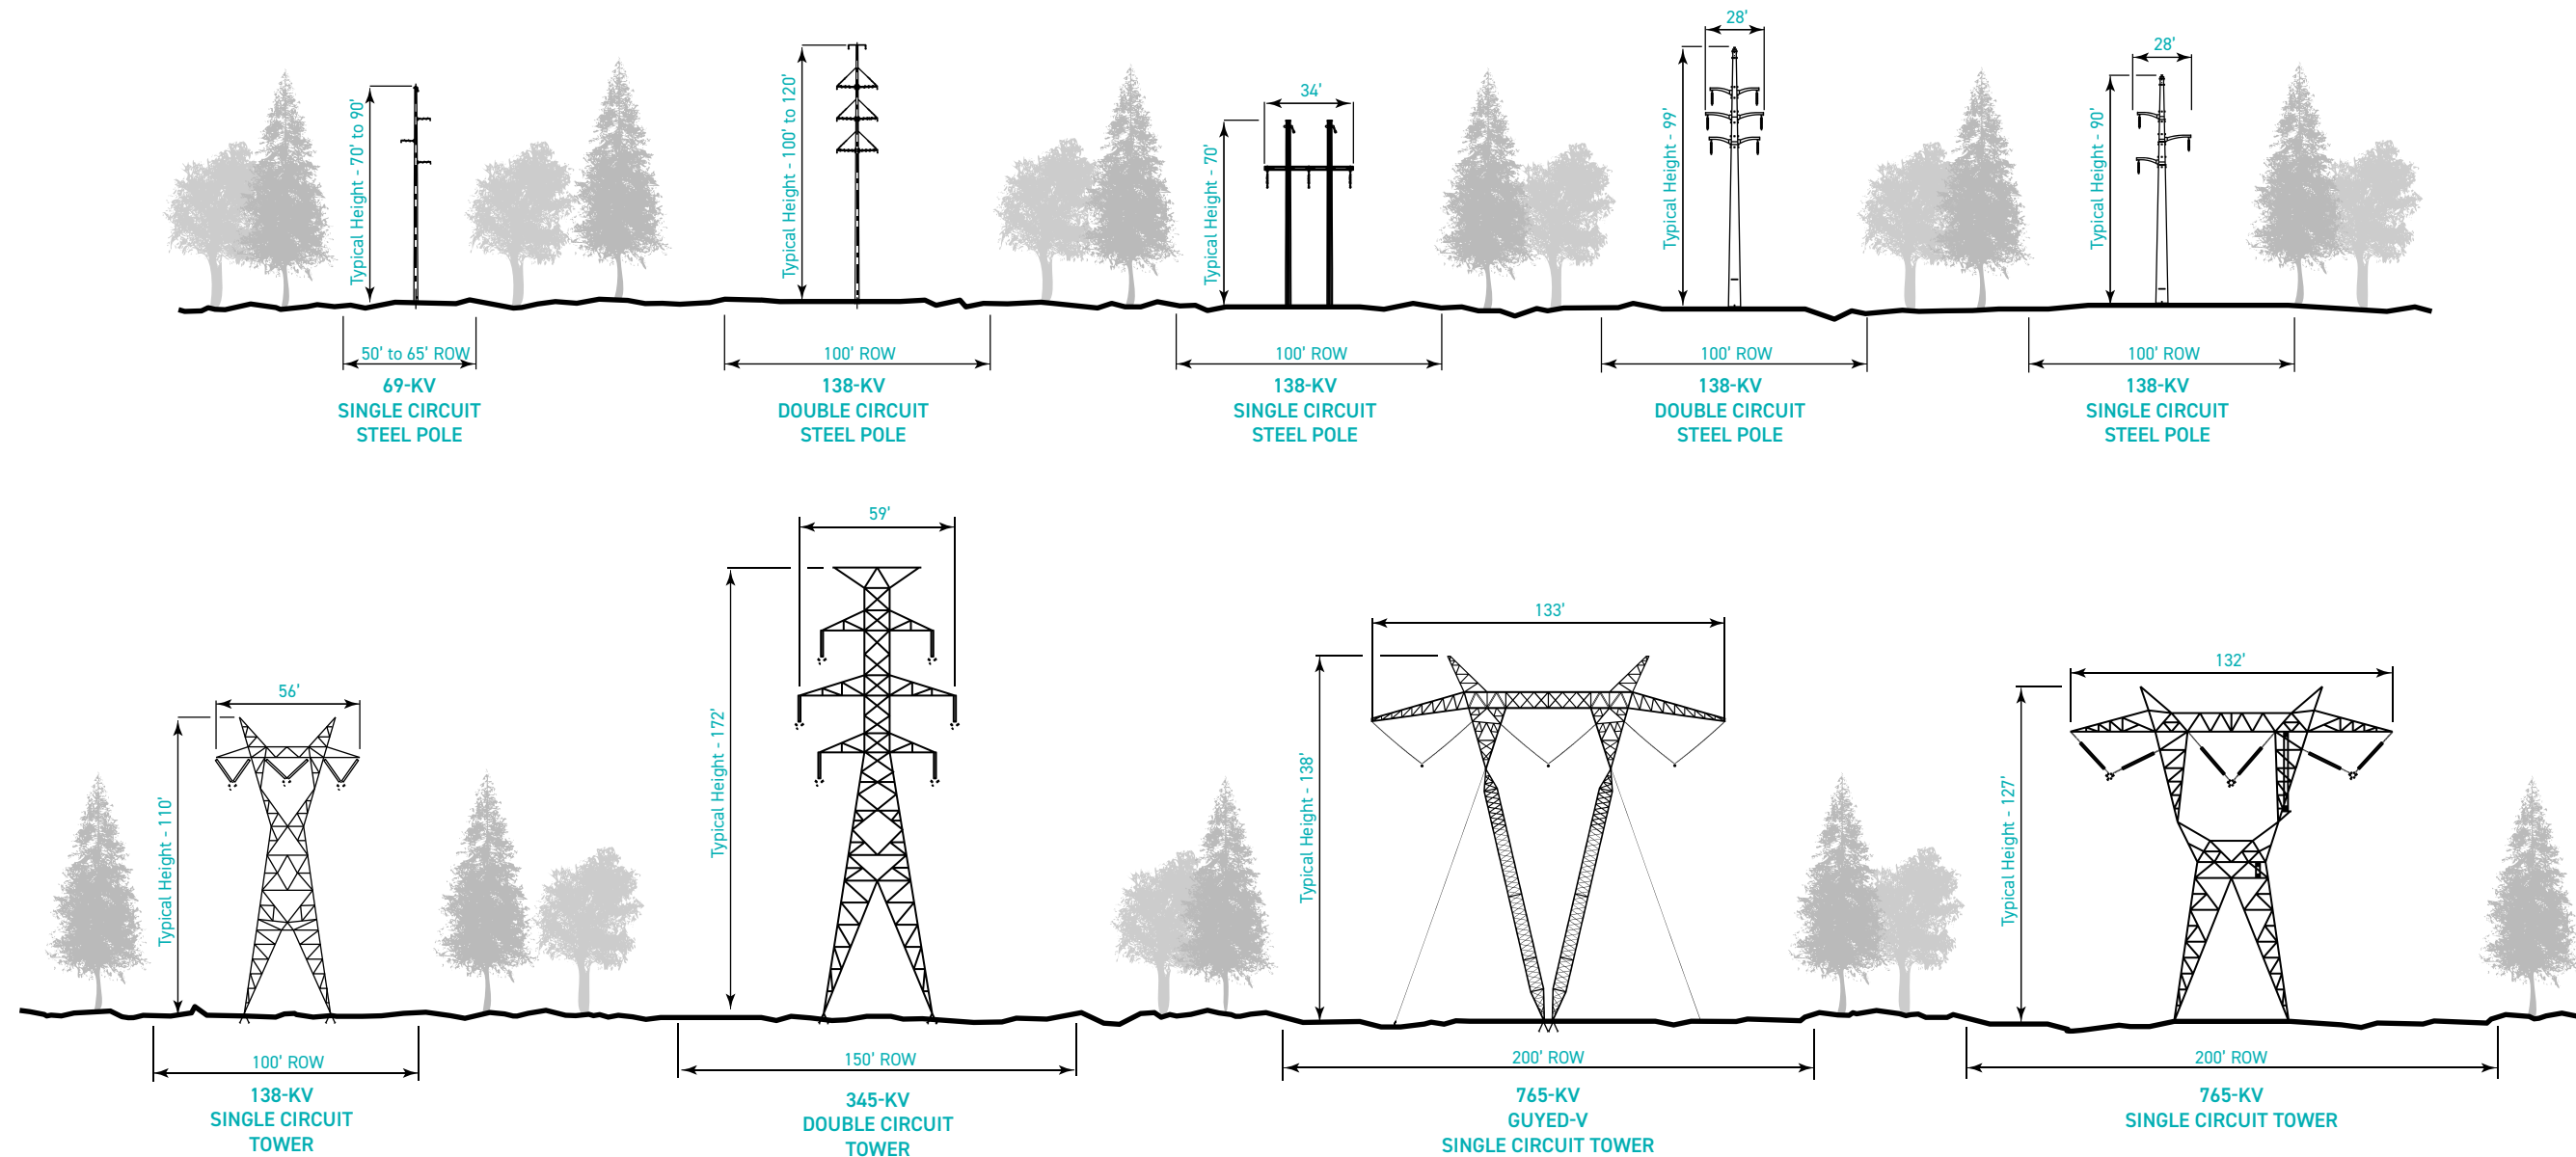 28'
28'
34'
Typical Height - 70' to 90'
Typical Height - 100' to 120'
Typical Height - 70'
Typical Height - 99'
Typical Height - 90'
50' to 65' ROW
100' ROW
100' ROW
100' ROW
100' ROW
69-KV
SINGLE CIRCUIT
STEEL POLE
138-KV
DOUBLE CIRCUIT
STEEL POLE
138-KV
SINGLE CIRCUIT
STEEL POLE
138-KV
DOUBLE CIRCUIT
STEEL POLE
138-KV
SINGLE CIRCUIT
STEEL POLE
56'
59'
133'
132'
Typical Height - 110'
Typical Height - 172'
Typical Height - 138'
Typical Height - 127'
100' ROW
150' ROW
200' ROW
200' ROW
138-KV
SINGLE CIRCUIT
TOWER
345-KV
DOUBLE CIRCUIT
TOWER
765-KV
GUYED-V
SINGLE CIRCUIT TOWER
765-KV
SINGLE CIRCUIT TOWER